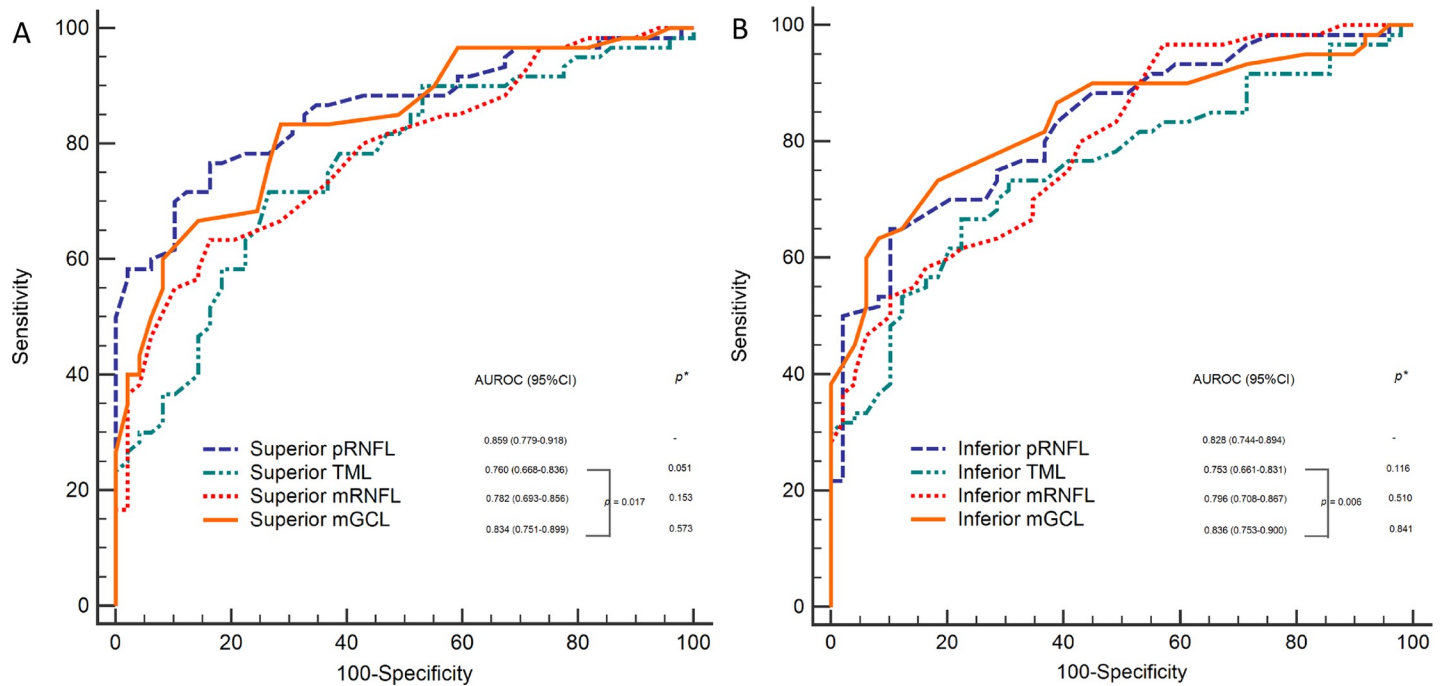 A
100
80
60
40
20
0
Sensitivity
0 20 40 60 80 100
100-Specificity
AUROC (95%CI) p*
Superior pRNFL 0.859 (0.779-0.918) -
Superior TML 0.760 (0.668-0.836) 0.051
Superior mRNFL 0.782 (0.693-0.856) p = 0.017 0.153
Superior mGCL 0.834 (0.751-0.899) 0.573
B
100
80
60
40
20
0
Sensitivity
0 20 40 60 80 100
100-Specificity
AUROC (95%CI) p*
Inferior pRNFL 0.828 (0.744-0.894) -
Inferior TML 0.753 (0.661-0.831) 0.116
Inferior mRNFL 0.796 (0.708-0.867) p = 0.006 0.510
Inferior mGCL 0.836 (0.753-0.900) 0.841